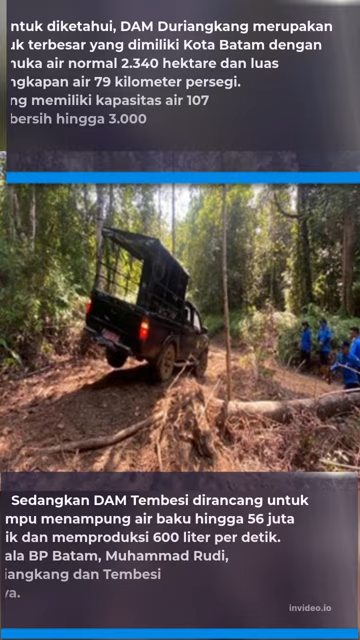 ntuk diketahui, DAM Duriangkang merupakan
uk terbesar yang dimiliki Kota Batam dengan
nuka air normal 2.340 hektare dan luas
ngkapan air 79 kilometer persegi.
ng memiliki kapasitas air 107
bersih hingga 3.000
Sedangkan DAM Tembesi dirancang untuk
mpu menampung air baku hingga 56 juta
ik dan memproduksi 600 liter per detik.
ala BP Batam, Muhammad Rudi,
iangkang dan Tembesi
ya.
invideo.io